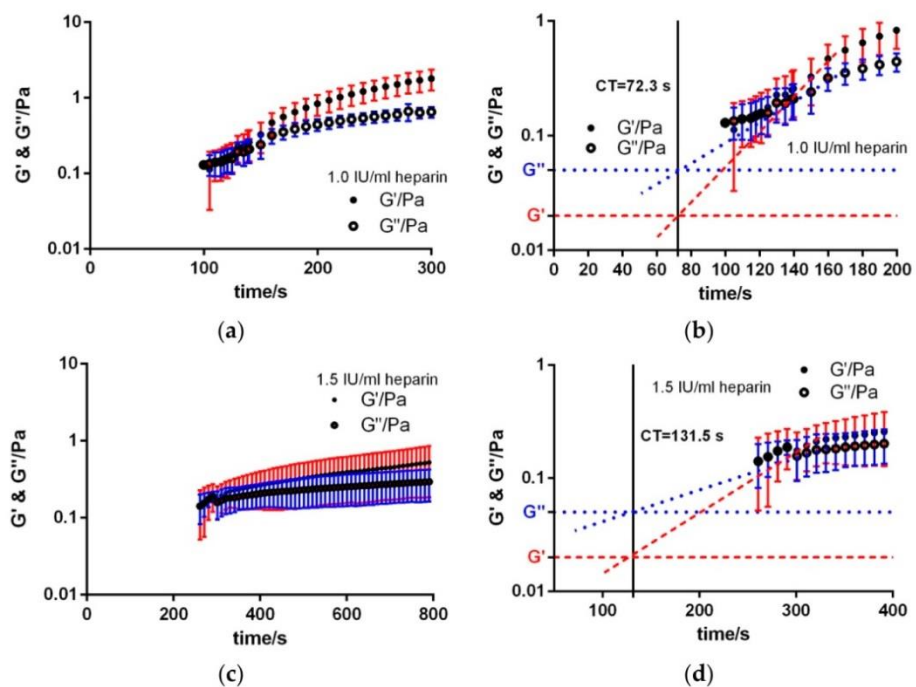 10
1
0.1
0.01
G' & G''/Pa
1.0 IU/ml heparin
G'/Pa
G''/Pa
0
100
200
300
time/s
(a)
1
0.1
0.01
G' & G''/Pa
G''
G'
CT=72.3 s
G'/Pa
G''/Pa
1.0 IU/ml heparin
0 20 40 60 80 100 120 140 160 180 200
time/s
(b)
10
1
0.1
0.01
G' & G''/Pa
1.5 IU/ml heparin
G'/Pa
G''/Pa
0 200 400 600 800
time/s
(c)
1
0.1
0.01
G' & G''/Pa
G''
G'
1.5 IU/ml heparin
G'/Pa
G''/Pa
CT=131.5 s
100 200 300 400
time/s
(d)